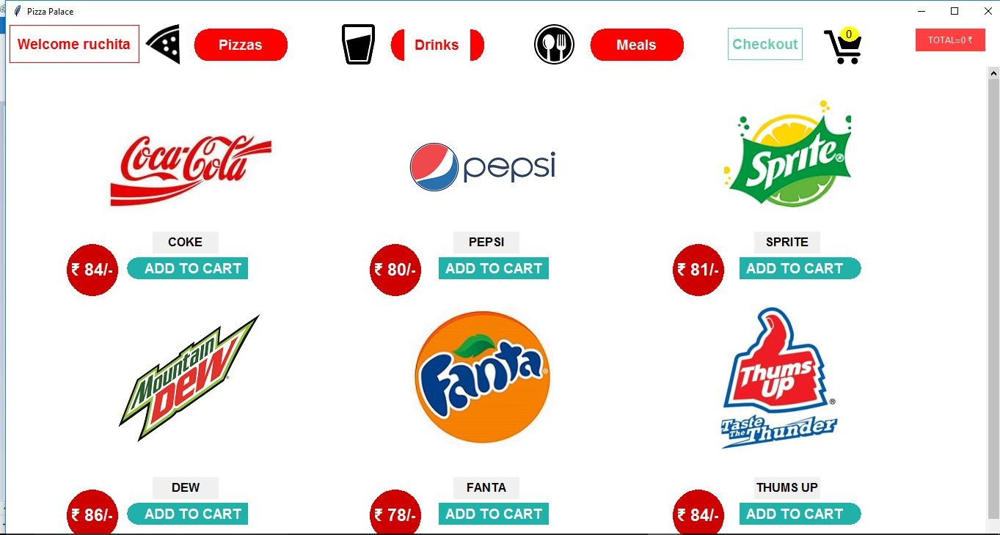 Pizza Palace
Welcome ruchita
Pizzas
Drinks
Meals
Checkout
0
TOTAL=0 ₹
Coca-Cola
pepsi
Sprite®
COKE
PEPSI
SPRITE
₹ 84/-
ADD TO CART
₹ 80/-
ADD TO CART
₹ 81/-
ADD TO CART
Mountain
DEW
Fanta®
Thums
UP®
Taste
The Thunder
DEW
FANTA
THUMS UP
₹ 86/-
ADD TO CART
₹ 78/-
ADD TO CART
₹ 84/-
ADD TO CART